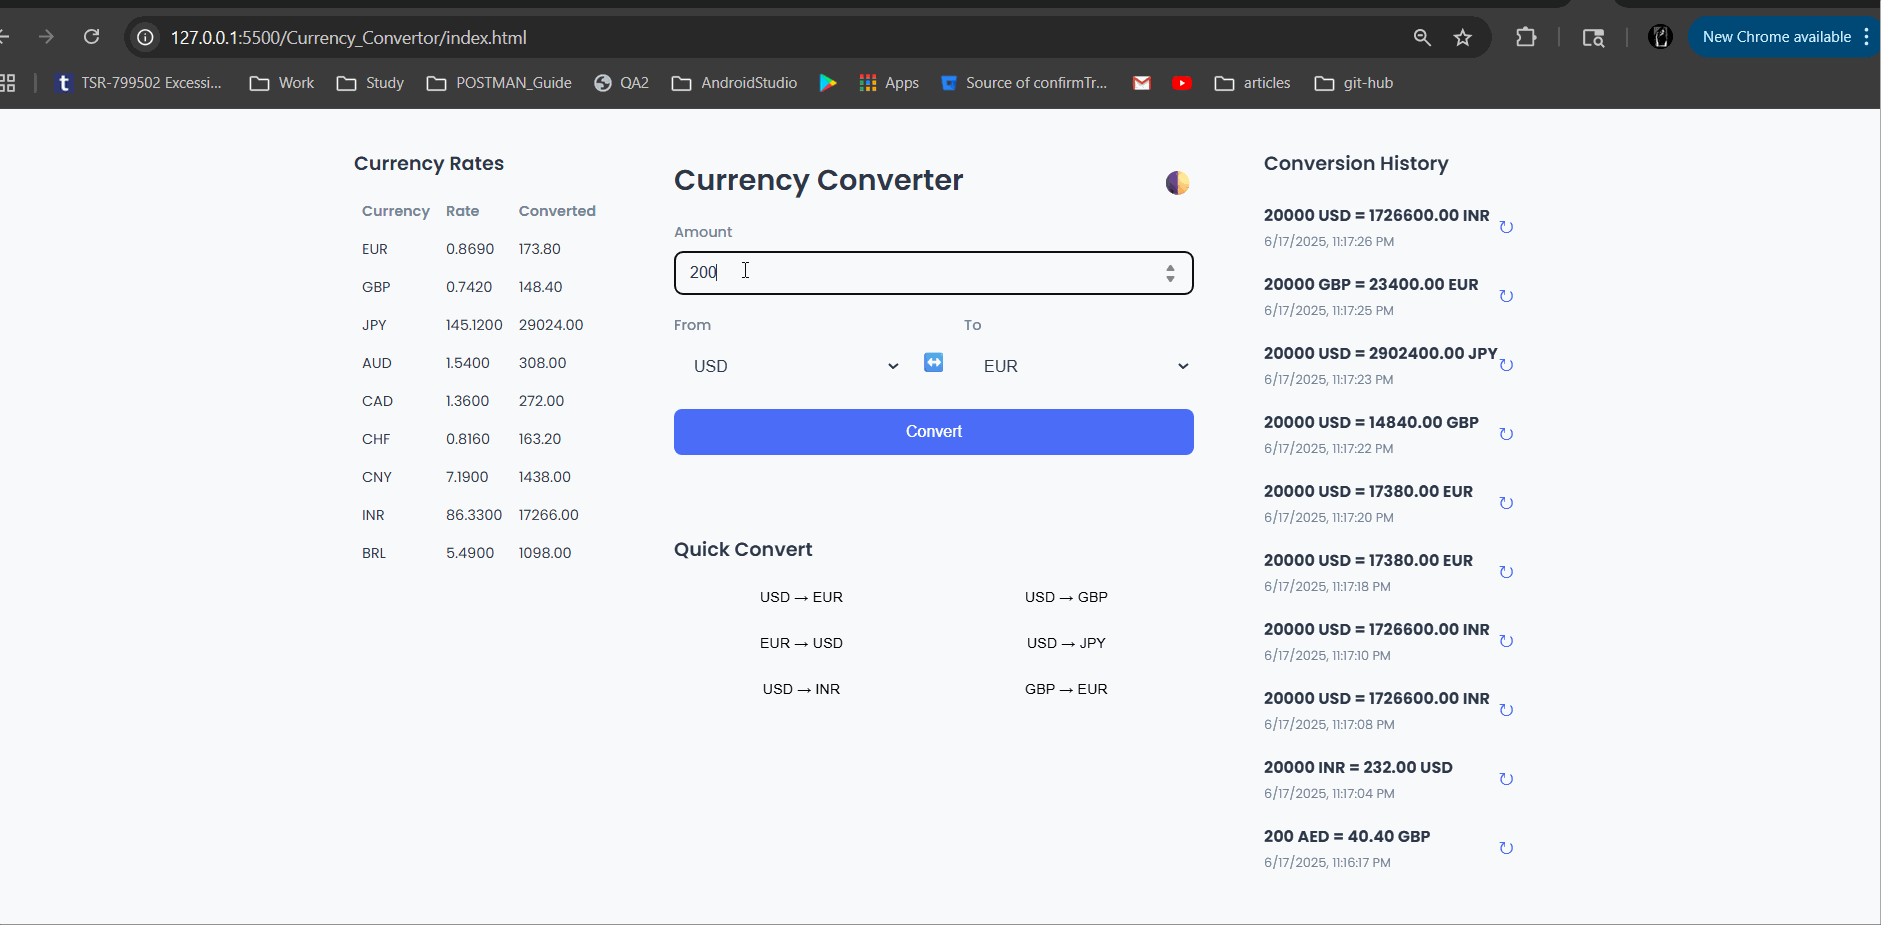 127.0.0.1:5500/Currency_Convertor/index.html
New Chrome available
t TSR-799502 Excessi... Work Study POSTMAN_Guide QA2 AndroidStudio Apps Source of confirmTr... articles git-hub
Currency Rates
Currency Rate Converted
EUR 0.8690 173.80
GBP 0.7420 148.40
JPY 145.1200 29024.00
AUD 1.5400 308.00
CAD 1.3600 272.00
CHF 0.8160 163.20
CNY 7.1900 1438.00
INR 86.3300 17266.00
BRL 5.4900 1098.00
Currency Converter
Amount
200
From To
USD EUR
Convert
Quick Convert
USD → EUR USD → GBP
EUR → USD USD → JPY
USD → INR GBP → EUR
Conversion History
20000 USD = 1726600.00 INR
6/17/2025, 11:17:26 PM
20000 GBP = 23400.00 EUR
6/17/2025, 11:17:25 PM
20000 USD = 2902400.00 JPY
6/17/2025, 11:17:23 PM
20000 USD = 14840.00 GBP
6/17/2025, 11:17:22 PM
20000 USD = 17380.00 EUR
6/17/2025, 11:17:20 PM
20000 USD = 17380.00 EUR
6/17/2025, 11:17:18 PM
20000 USD = 1726600.00 INR
6/17/2025, 11:17:10 PM
20000 USD = 1726600.00 INR
6/17/2025, 11:17:08 PM
20000 INR = 232.00 USD
6/17/2025, 11:17:04 PM
200 AED = 40.40 GBP
6/17/2025, 11:16:17 PM